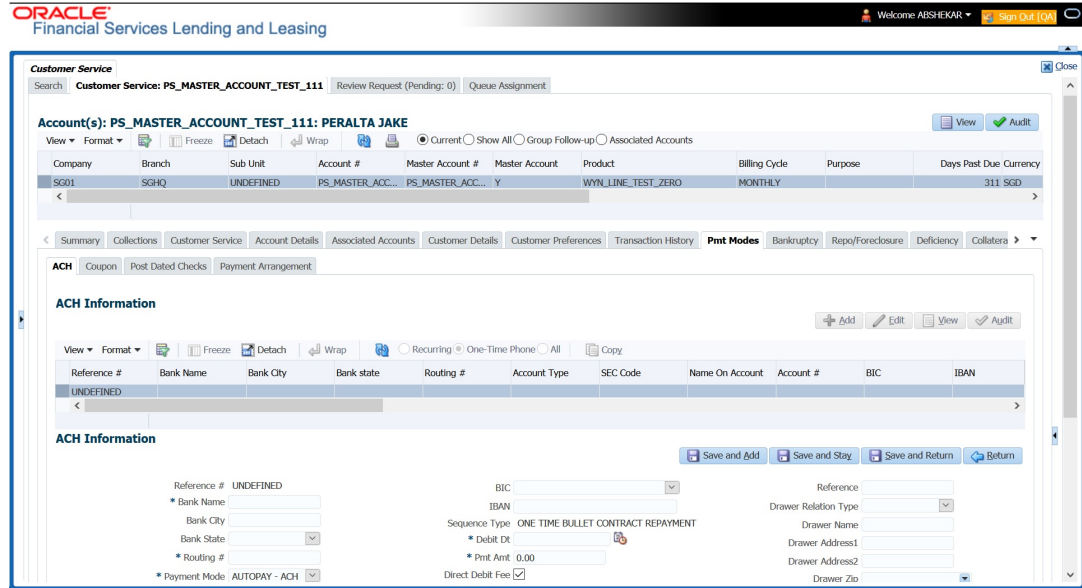 ORACLE
Financial Services Lending and Leasing
Welcome ABSHEKAR
Sign Out [QA]
Customer Service
Close
Search Customer Service: PS_MASTER_ACCOUNT_TEST_111 Review Request (Pending: 0) Queue Assignment
Account(s): PS_MASTER_ACCOUNT_TEST_111: PERALTA JAKE
View Audit
View Format Freeze Detach Wrap Current Show All Group Follow-up Associated Accounts
Company Branch Sub Unit Account # Master Account # Master Account Product Billing Cycle Purpose Days Past Due Currency
SG01 SGHQ UNDEFINED PS_MASTER_ACC... PS_MASTER_ACC... Y WYN_LINE_TEST_ZERO MONTHLY 311 SGD
Summary Collections Customer Service Account Details Associated Accounts Customer Details Customer Preferences Transaction History Pmt Modes Bankruptcy Repo/Foreclosure Deficiency Collatera
ACH Coupon Post Dated Checks Payment Arrangement
ACH Information
Add Edit View Audit
View Format Freeze Detach Wrap Recurring One-Time Phone All Copy
Reference # Bank Name Bank City Bank state Routing # Account Type SEC Code Name On Account Account # BIC IBAN
UNDEFINED
ACH Information
Save and Add Save and Stay Save and Return Return
Reference # UNDEFINED
* Bank Name
Bank City
Bank State
* Routing #
* Payment Mode AUTOPAY - ACH
BIC
IBAN
Sequence Type ONE TIME BULLET CONTRACT REPAYMENT
* Debit Dt
* Pmt Amt 0.00
Direct Debit Fee
Reference
Drawer Relation Type
Drawer Name
Drawer Address1
Drawer Address2
Drawer Zip